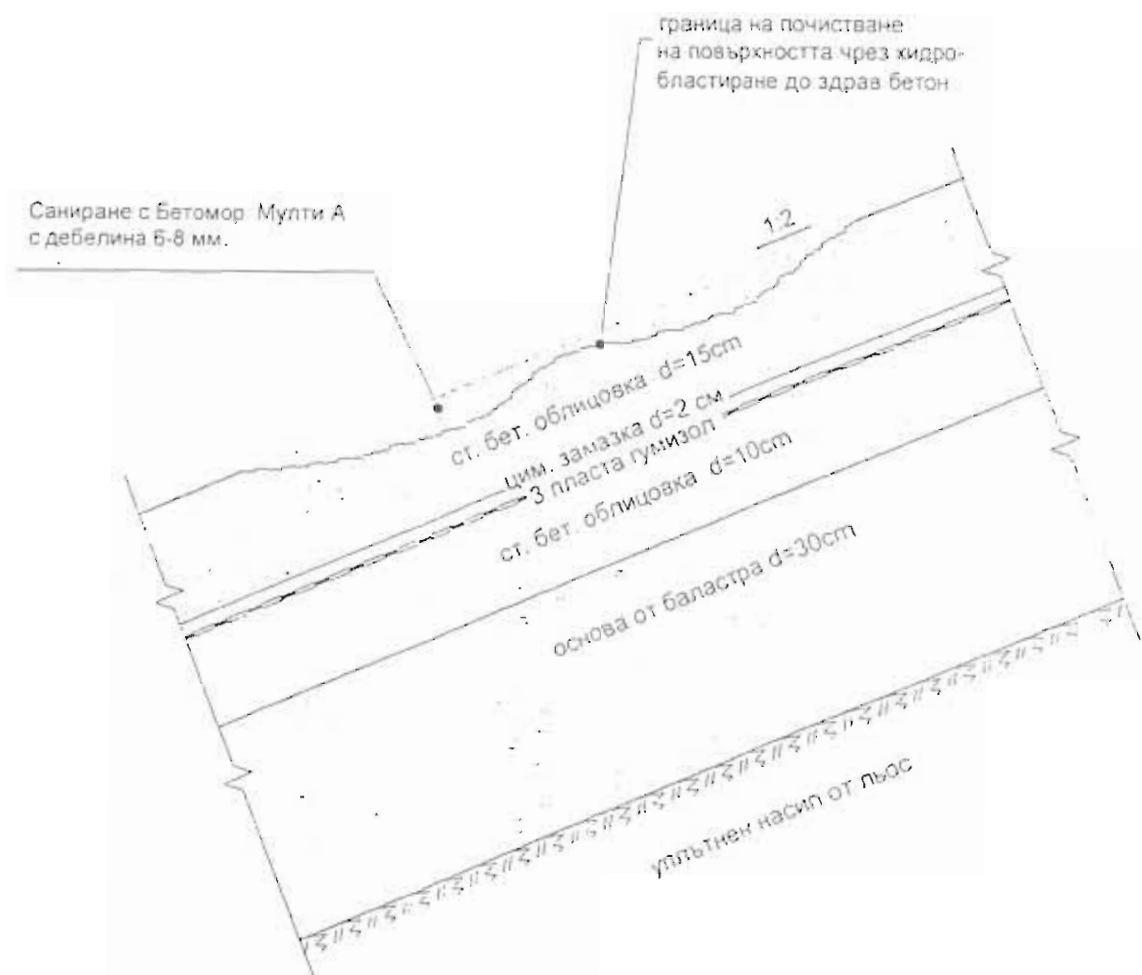 граница на почистване
на повърхността чрез хидро-
бластиране до здрав бетон
Саниране с Бетомор Мулти А
с дебелина 6-8 мм.
1:2
ст. бет. облицовка d=15cm
цим. замазка d=2 см
3 пласта гумизол
ст. бет. облицовка d=10cm
основа от баластра d=30cm
уплътнен насип от льос